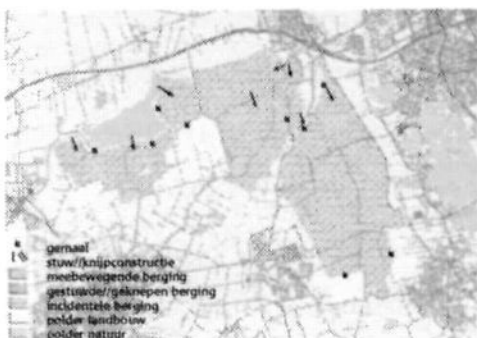 gemaal
stuw//knijpconstructie
meebewegende berging
gestuwde//geknepen berging
incidentele berging
polder landbouw
polder natuur